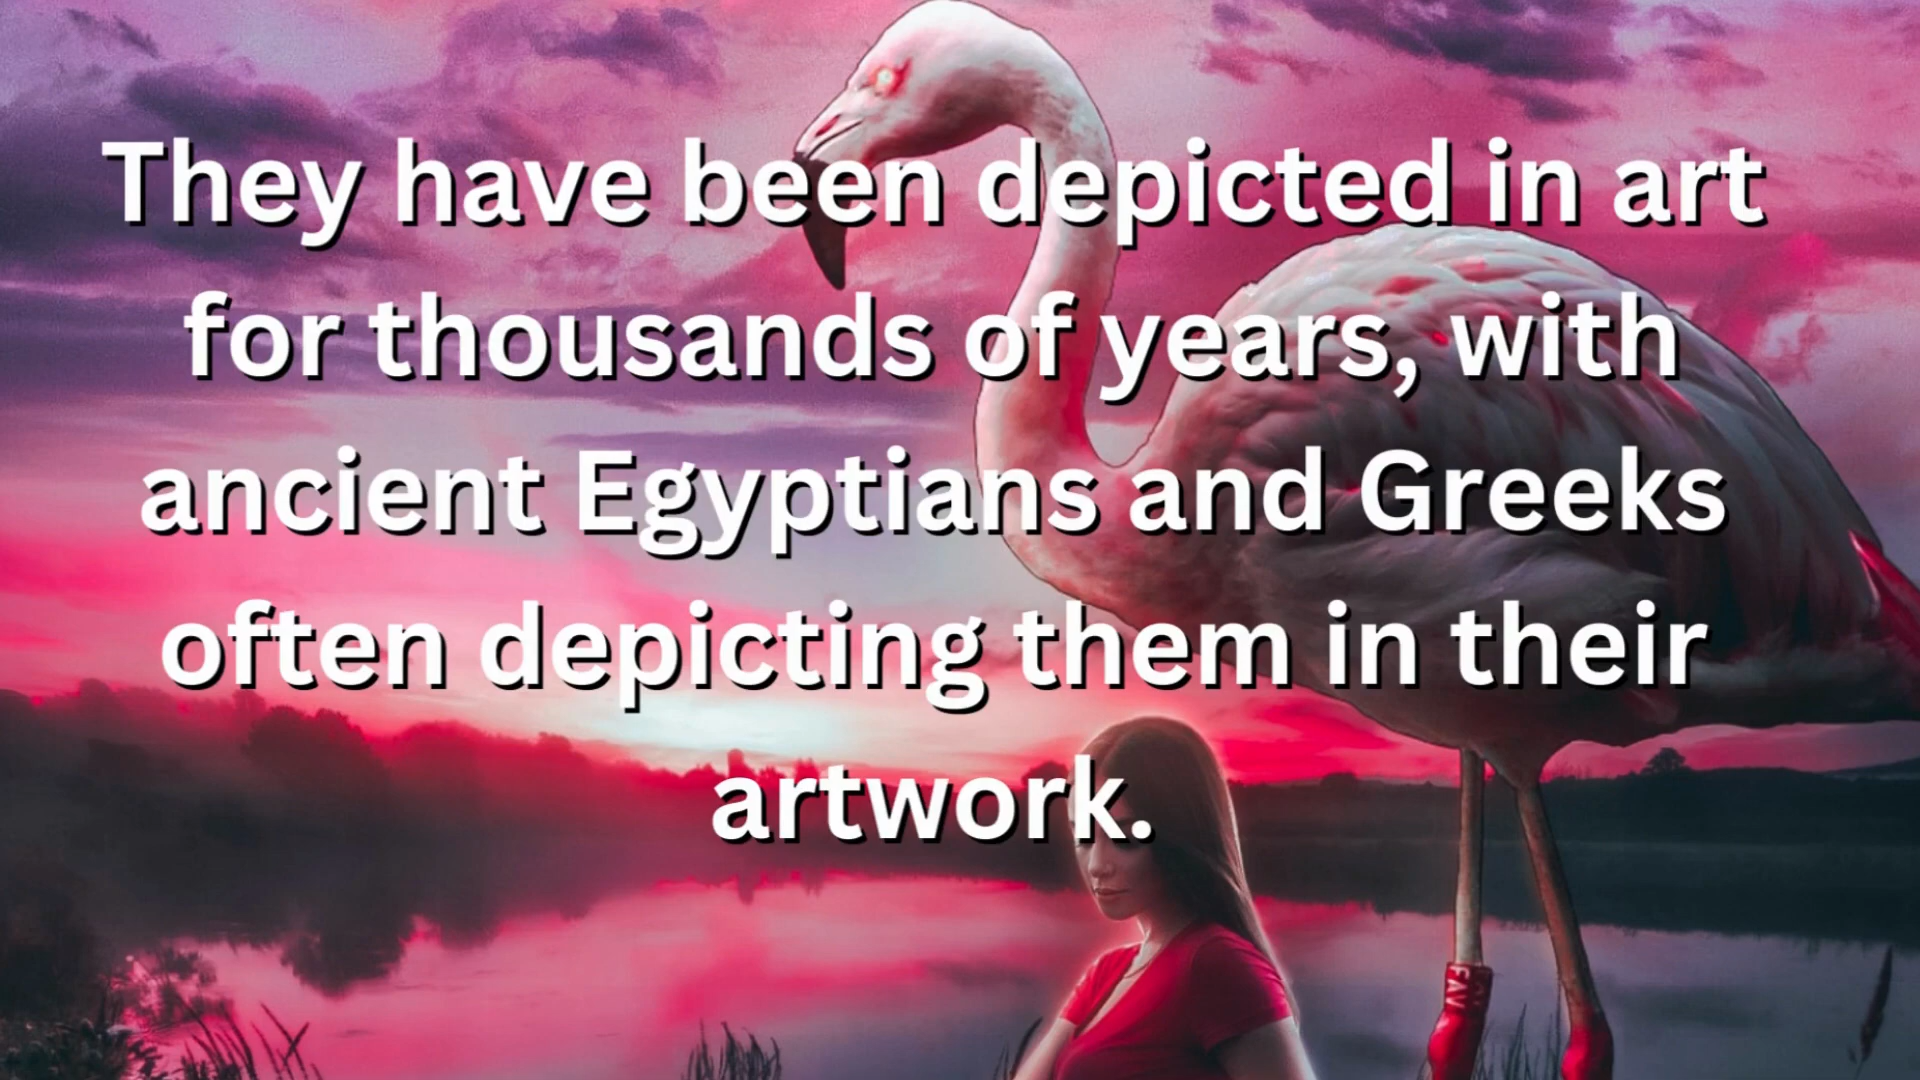 They have been depicted in art
for thousands of years, with
ancient Egyptians and Greeks
often depicting them in their
artwork.